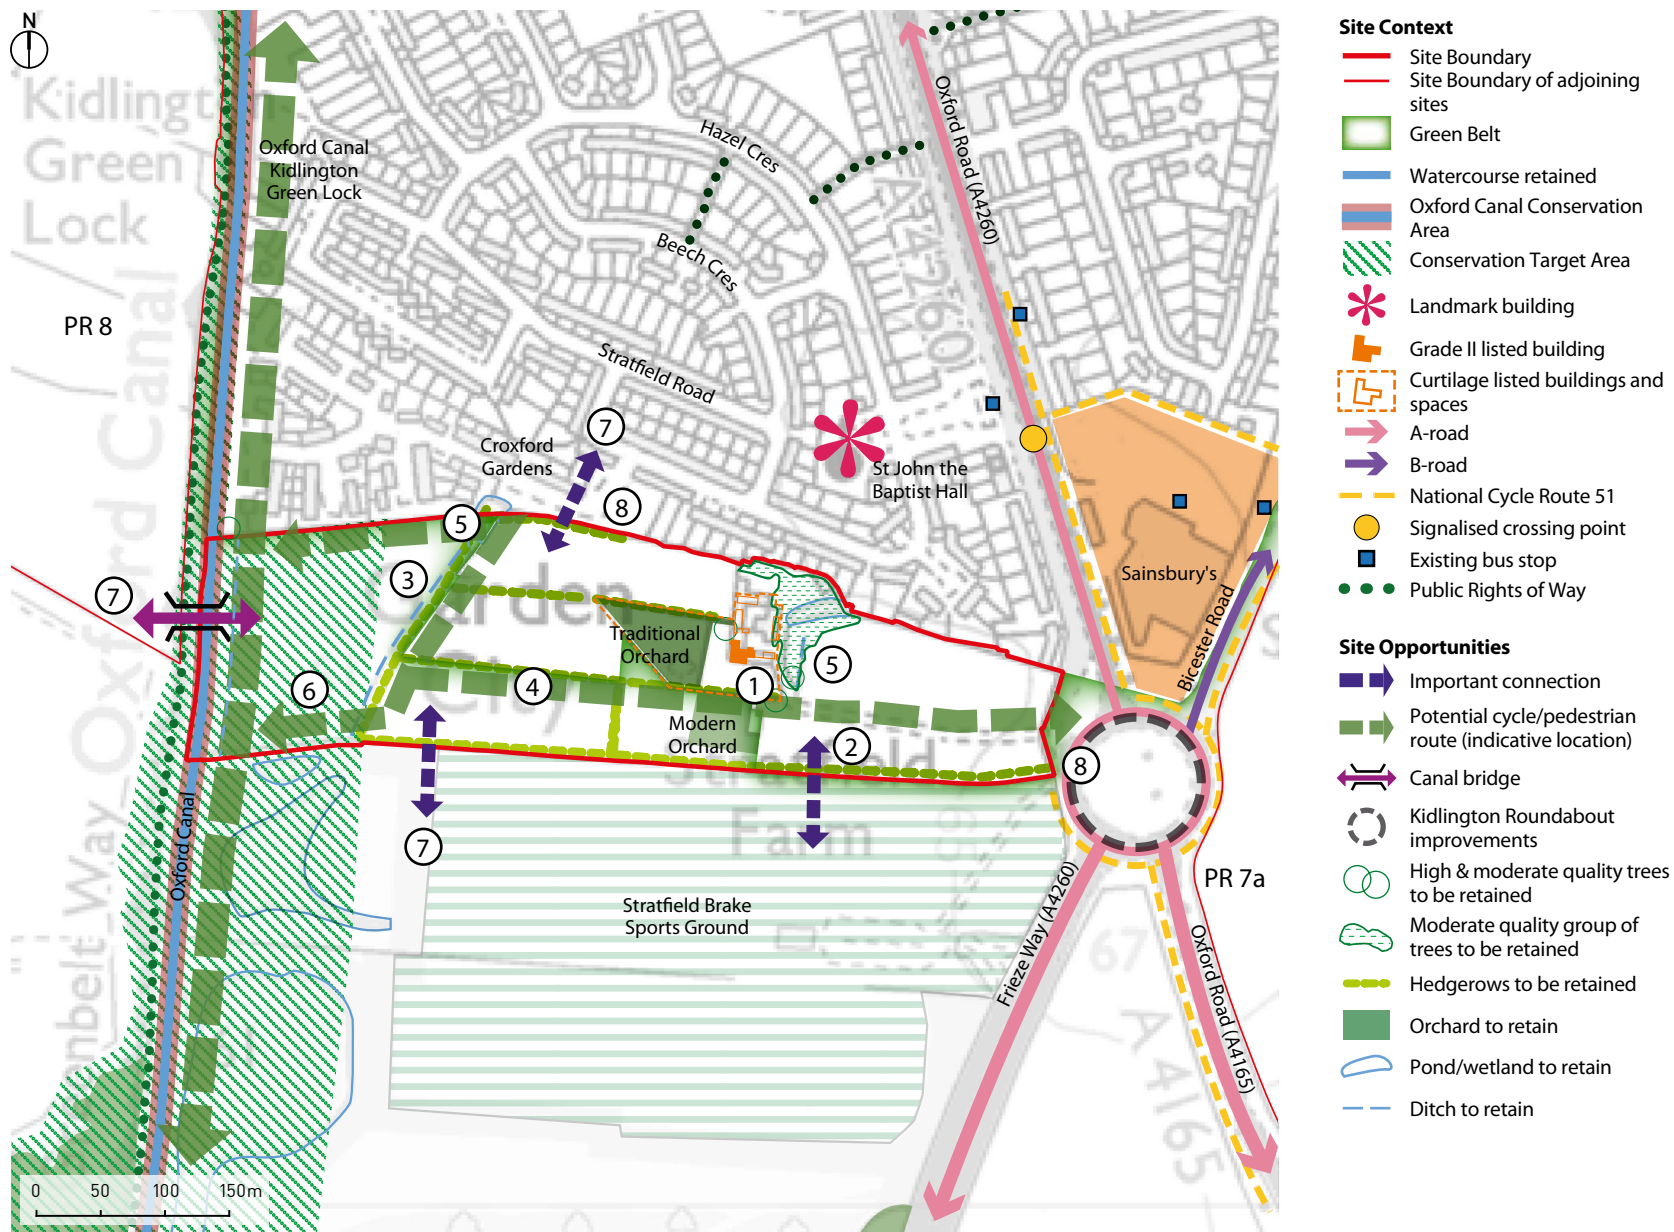 N
Kidlington
Green
Lock
Oxford Canal
Kidlington
Green Lock
Hazel Cres
Beech Cres
Oxford Road (A4260)
PR 8
Stratfield Road
Croxford
Gardens
7
8
St John the
Baptist Hall
Sainsbury's
Bicester Road
5
3
7
Garden
City
Traditional
Orchard
5
1
6
4
Modern
Orchard
2
8
Stratfield
Farm
7
Oxford Canal
Oxford Canal
Stratfield Brake
Sports Ground
Frieze Way (A4260)
PR 7a
67
Oxford Road (A4165)
A 4165
0 50 100 150m
Site Context
Site Boundary
Site Boundary of adjoining
sites
Green Belt
Watercourse retained
Oxford Canal Conservation
Area
Conservation Target Area
Landmark building
Grade II listed building
Curtilage listed buildings and
spaces
A-road
B-road
National Cycle Route 51
Signalised crossing point
Existing bus stop
Public Rights of Way
Site Opportunities
Important connection
Potential cycle/pedestrian
route (indicative location)
Canal bridge
Kidlington Roundabout
improvements
High & moderate quality trees
to be retained
Moderate quality group of
trees to be retained
Hedgerows to be retained
Orchard to retain
Pond/wetland to retain
Ditch to retain